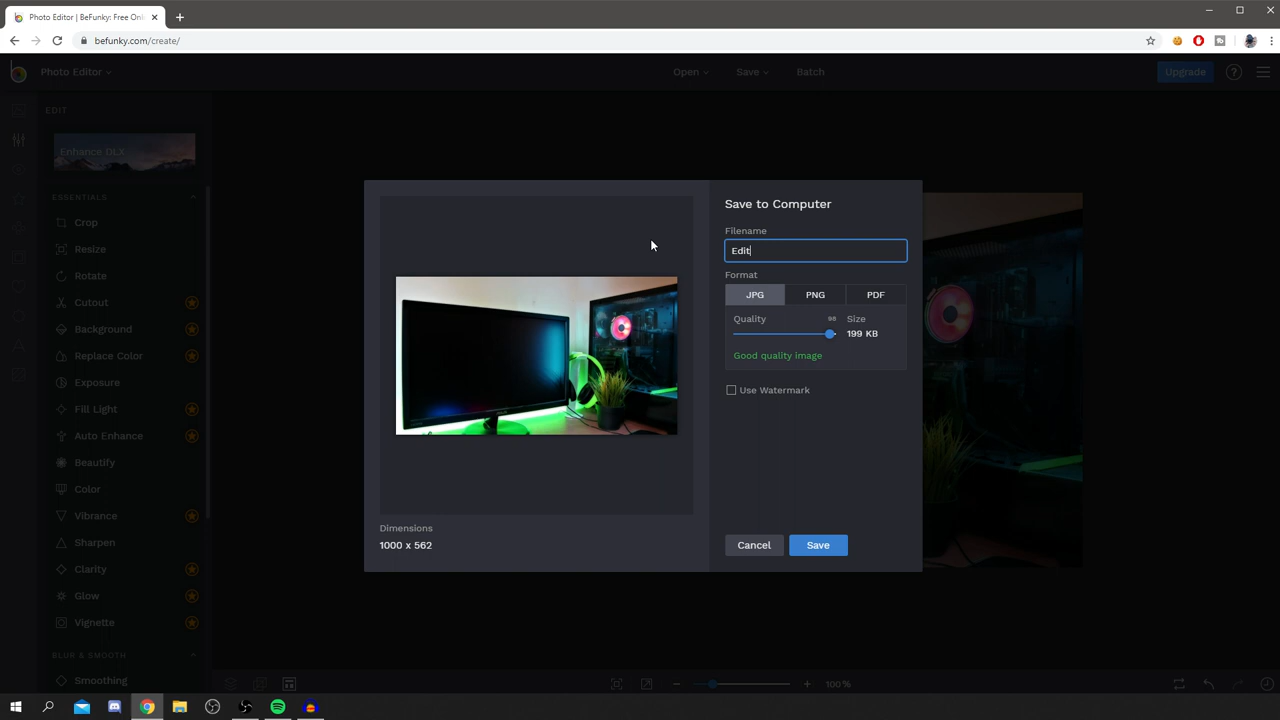 Photo Editor | BeFunky: Free Onl
befunky.com/create/
Photo Editor
Open
Save
Batch
Upgrade
EDIT
Enhance DLX
ESSENTIALS
Crop
Resize
Rotate
Cutout
Background
Replace Color
Exposure
Fill Light
Auto Enhance
Beautify
Color
Vibrance
Sharpen
Clarity
Glow
Vignette
BLUR & SMOOTH
Smoothing
Save to Computer
Filename
Edit
Format
JPG PNG PDF
Quality 98 Size
199 KB
Good quality image
Use Watermark
Dimensions
1000 x 562
Cancel Save
100 %